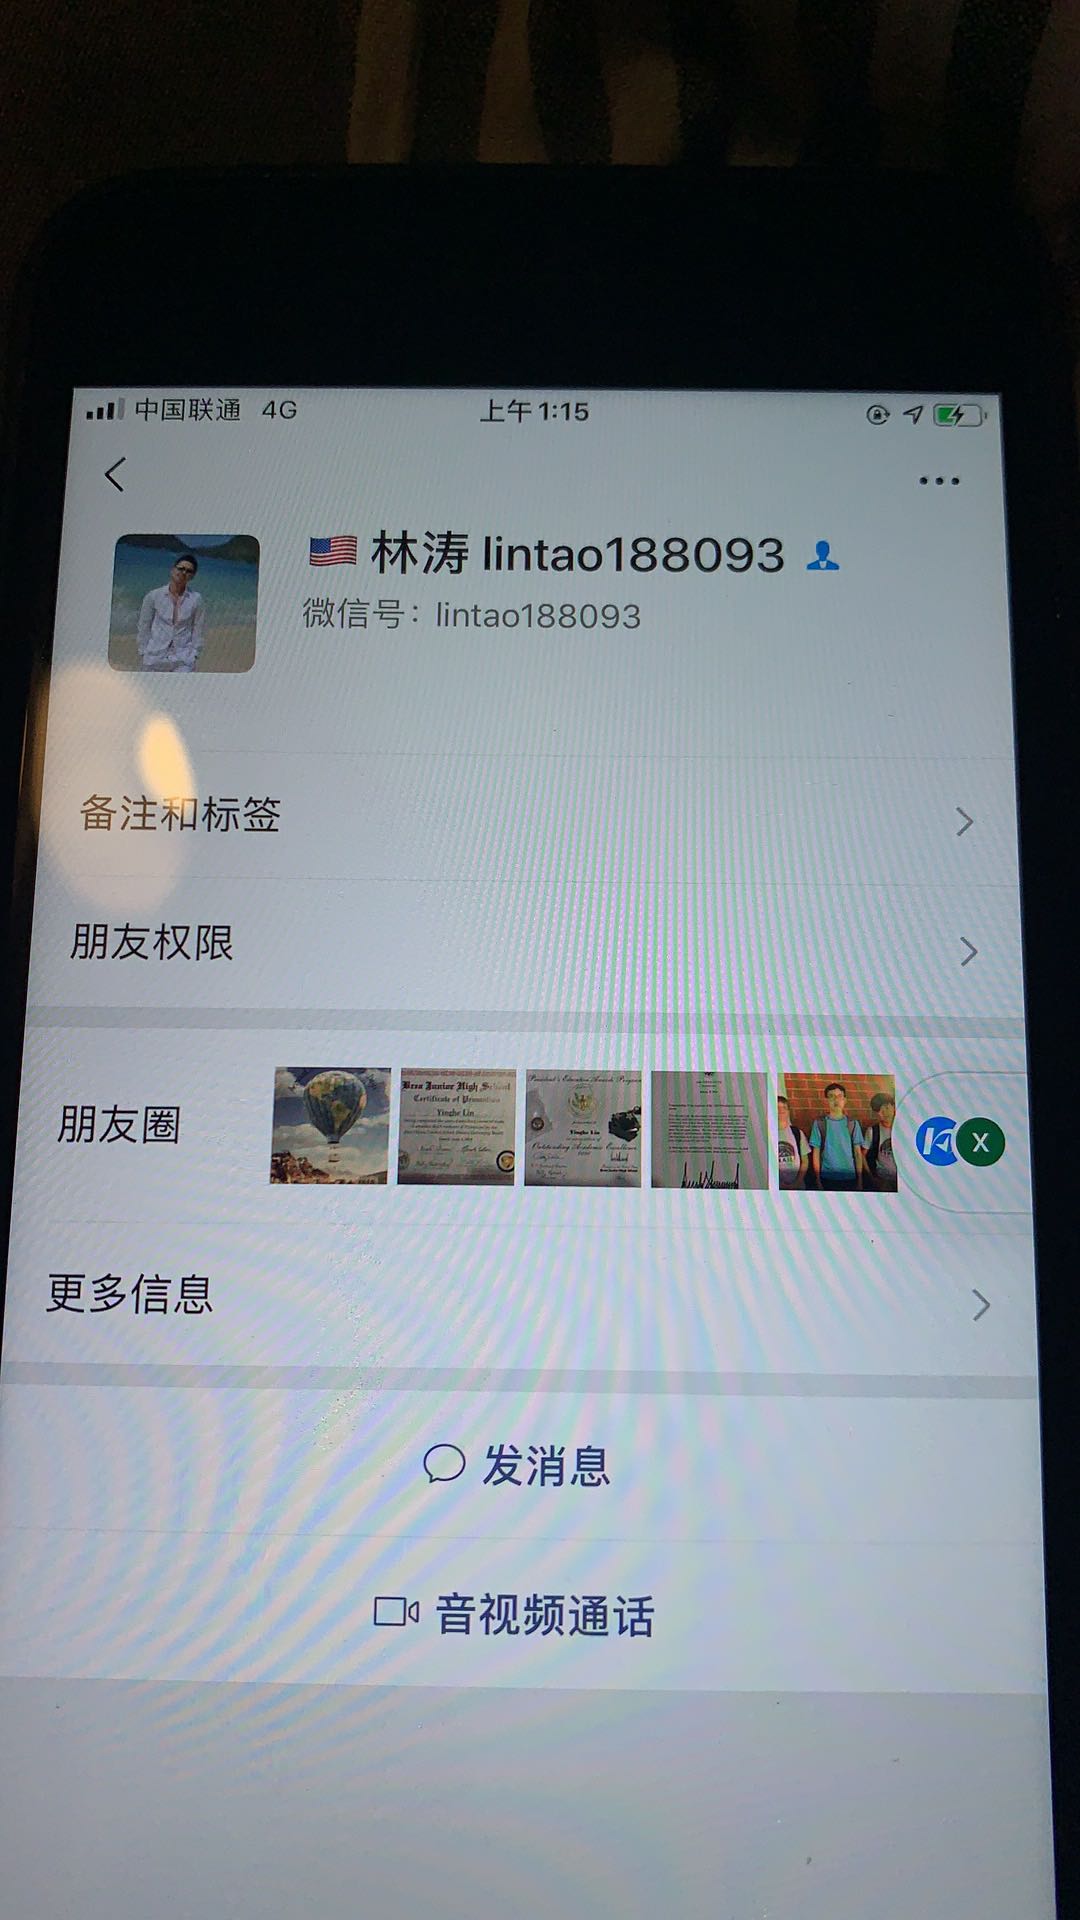 中国联通 4G
上午1:15
林涛 lintao188093
微信号：lintao188093
备注和标签
朋友权限
朋友圈
Brea Junior High School
Certificate of Promotion
Yinghe Lin
President's Education Awards Program
Yinghe Lin
Outstanding Academic Excellence
X
更多信息
发消息
音视频通话